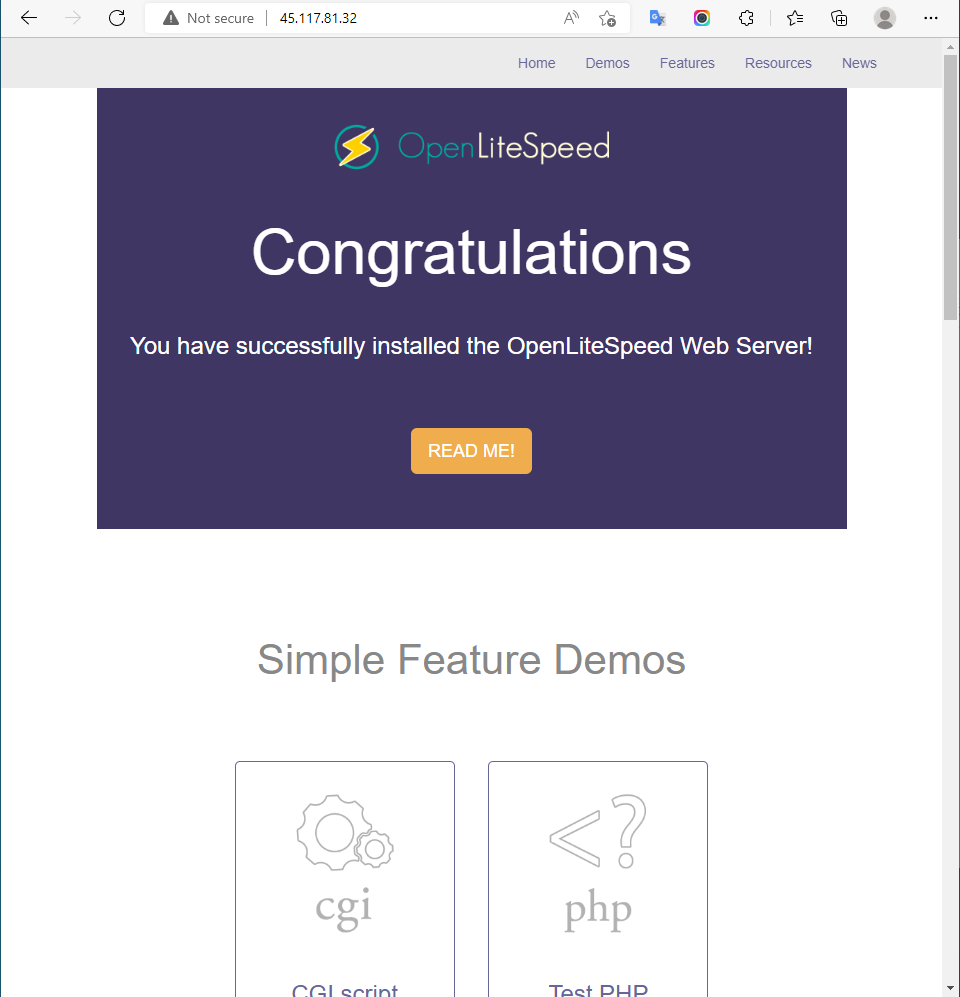 Not secure 45.117.81.32
Home Demos Features Resources News
OpenLiteSpeed
Congratulations
You have successfully installed the OpenLiteSpeed Web Server!
READ ME!
Simple Feature Demos
cgi <? php
CGI script Test PHP